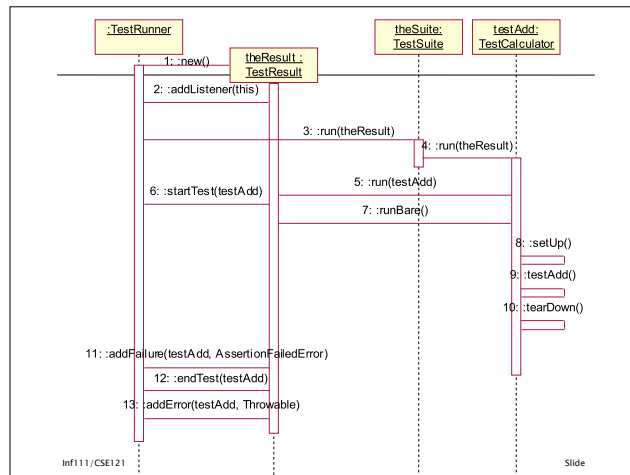 :TestRunner
theSuite:
TestSuite
testAdd:
TestCalculator
1: :new()
theResult :
TestResult
2: :addListener(this)
3: :run(theResult)
4: :run(theResult)
5: :run(testAdd)
6: :startTest(testAdd)
7: :runBare()
8: :setUp()
9: :testAdd()
10: :tearDown()
11: :addFailure(testAdd, AssertionFailedError)
12: :endTest(testAdd)
13: :addError(testAdd, Throwable)
Inf111/CSE121
Slide